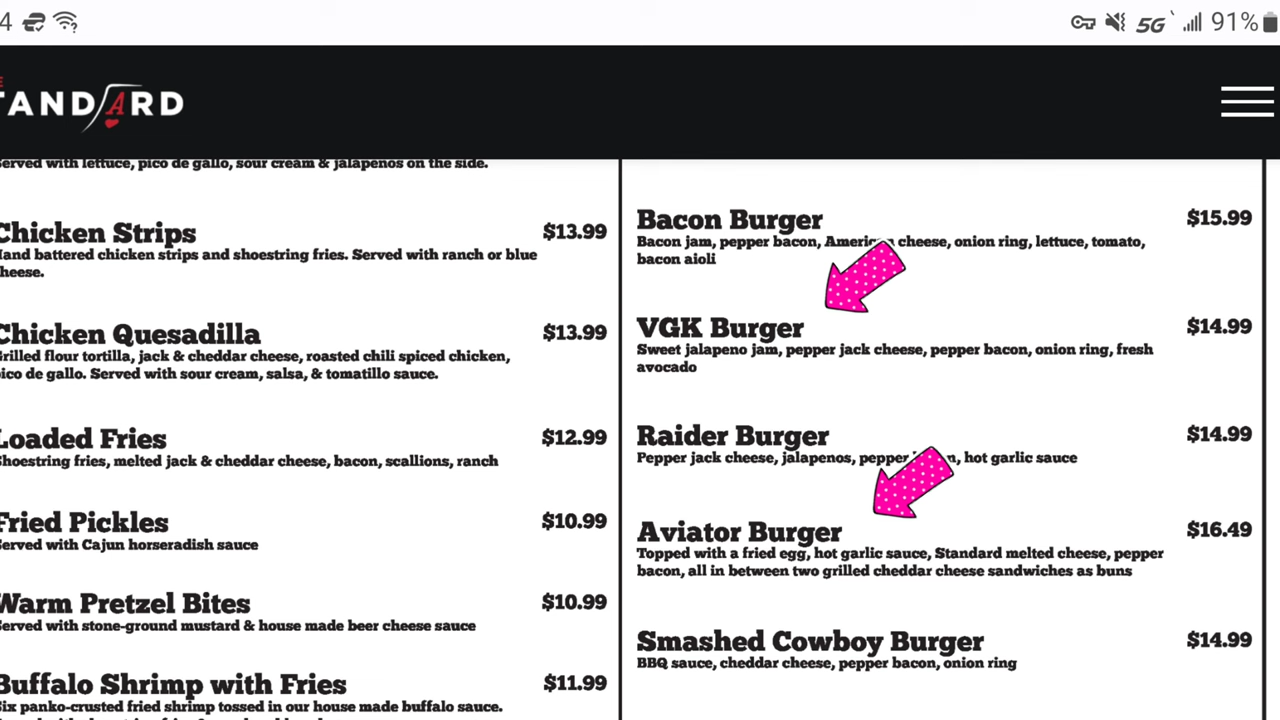 4
5G
91%
TANDARD
Served with lettuce, pico de gallo, sour cream & jalapenos on the side.
Chicken Strips $13.99
Hand battered chicken strips and shoestring fries. Served with ranch or blue
cheese.
Chicken Quesadilla $13.99
Grilled flour tortilla, jack & cheddar cheese, roasted chili spiced chicken,
pico de gallo. Served with sour cream, salsa, & tomatillo sauce.
Loaded Fries $12.99
Shoestring fries, melted jack & cheddar cheese, bacon, scallions, ranch
Fried Pickles $10.99
Served with Cajun horseradish sauce
Warm Pretzel Bites $10.99
Served with stone-ground mustard & house made beer cheese sauce
Buffalo Shrimp with Fries $11.99
Six panko-crusted fried shrimp tossed in our house made buffalo sauce.
Bacon Burger $15.99
Bacon jam, pepper bacon, American cheese, onion ring, lettuce, tomato,
bacon aioli
VGK Burger $14.99
Sweet jalapeno jam, pepper jack cheese, pepper bacon, onion ring, fresh
avocado
Raider Burger $14.99
Pepper jack cheese, jalapenos, pepper bacon, hot garlic sauce
Aviator Burger $16.49
Topped with a fried egg, hot garlic sauce, Standard melted cheese, pepper
bacon, all in between two grilled cheddar cheese sandwiches as buns
Smashed Cowboy Burger $14.99
BBQ sauce, cheddar cheese, pepper bacon, onion ring